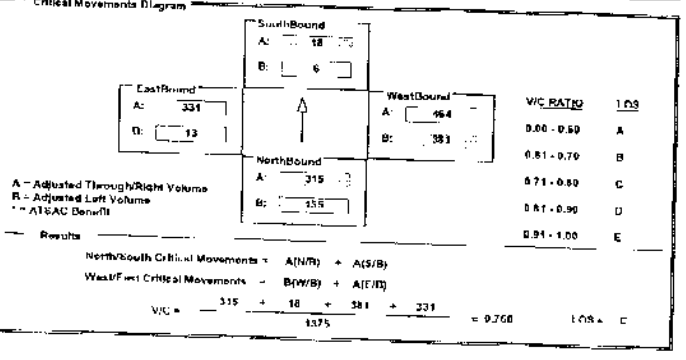 Critical Movements Diagram
SouthBound
A: 18
B: 6
EastBound
A: 331
B: 13
WestBound
A: 464
B: 381
NorthBound
A: 315
B: 155
V/C RATIO LOS
0.00 - 0.60 A
0.61 - 0.70 B
0.71 - 0.80 C
0.81 - 0.90 D
0.91 - 1.00 E
A = Adjusted Through/Right Volume
B = Adjusted Left Volume
* = ATSAC Benefit
Results
North/South Critical Movements = A(N/B) + A(S/B)
West/East Critical Movements = B(W/B) + A(E/B)
V/C = 315 + 18 + 381 + 331
1375
= 0.760 LOS = C